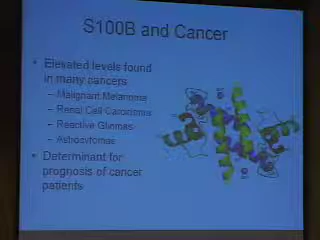 S100B and Cancer
• Elevated levels found
in many cancers
– Malignant Melanoma
– Renal Cell Carcinoma
– Reactive Gliomas
– Astrocytomas
• Determinant for
prognosis of cancer
patients